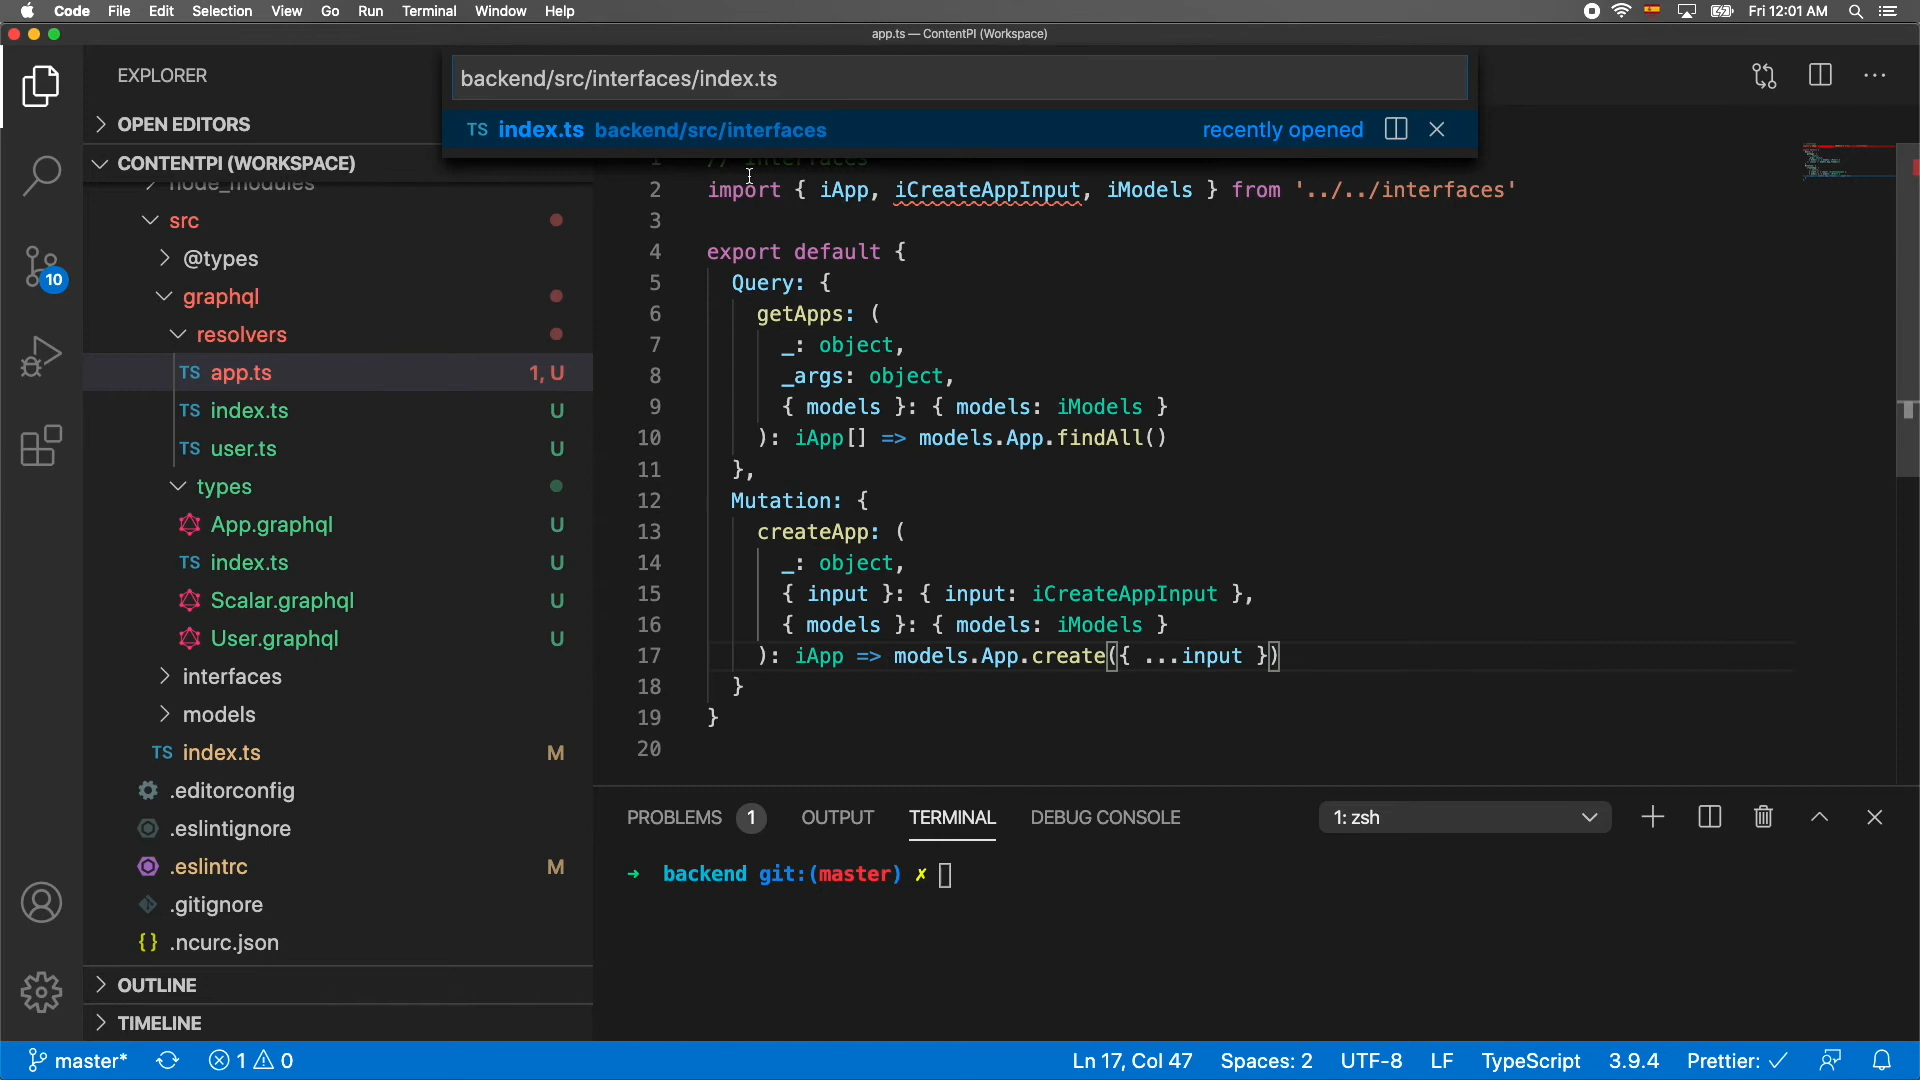 Code File Edit Selection View Go Run Terminal Window Help
Fri 12:01 AM
app.ts — ContentPI (Workspace)
EXPLORER
backend/src/interfaces/index.ts
TS index.ts backend/src/interfaces recently opened
OPEN EDITORS
CONTENTPI (WORKSPACE)
node_modules
src
@types
graphql
resolvers
TS app.ts 1, U
TS index.ts U
TS user.ts U
types
App.graphql U
TS index.ts U
Scalar.graphql U
User.graphql U
interfaces
models
TS index.ts M
.editorconfig
.eslintignore
.eslintrc M
.gitignore
{} .ncurc.json
OUTLINE
TIMELINE
10
1 // Interfaces
2 import { iApp, iCreateAppInput, iModels } from '../../interfaces'
3
4 export default {
5 Query: {
6 getApps: (
7 _: object,
8 _args: object,
9 { models }: { models: iModels }
10 ): iApp[] => models.App.findAll()
11 },
12 Mutation: {
13 createApp: (
14 _: object,
15 { input }: { input: iCreateAppInput },
16 { models }: { models: iModels }
17 ): iApp => models.App.create({ ...input })
18 }
19 }
20
PROBLEMS 1 OUTPUT TERMINAL DEBUG CONSOLE 1: zsh
→ backend git:(master) ✗
master* 1 0 Ln 17, Col 47 Spaces: 2 UTF-8 LF TypeScript 3.9.4 Prettier: ✓